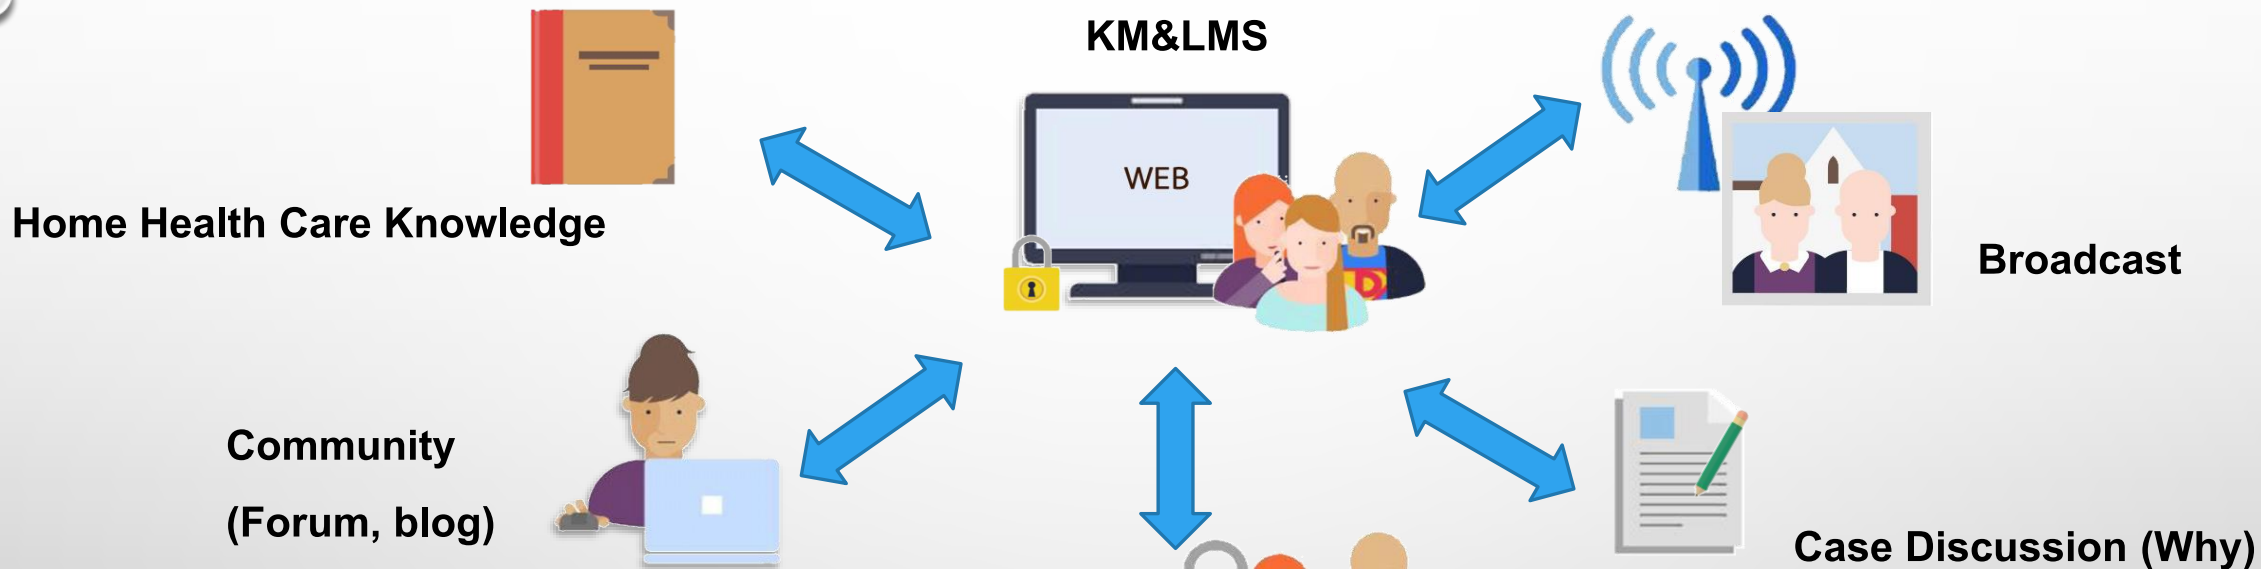 KM&LMS
WEB
Home Health Care Knowledge
Broadcast
Community
(Forum, blog)
Case Discussion (Why)